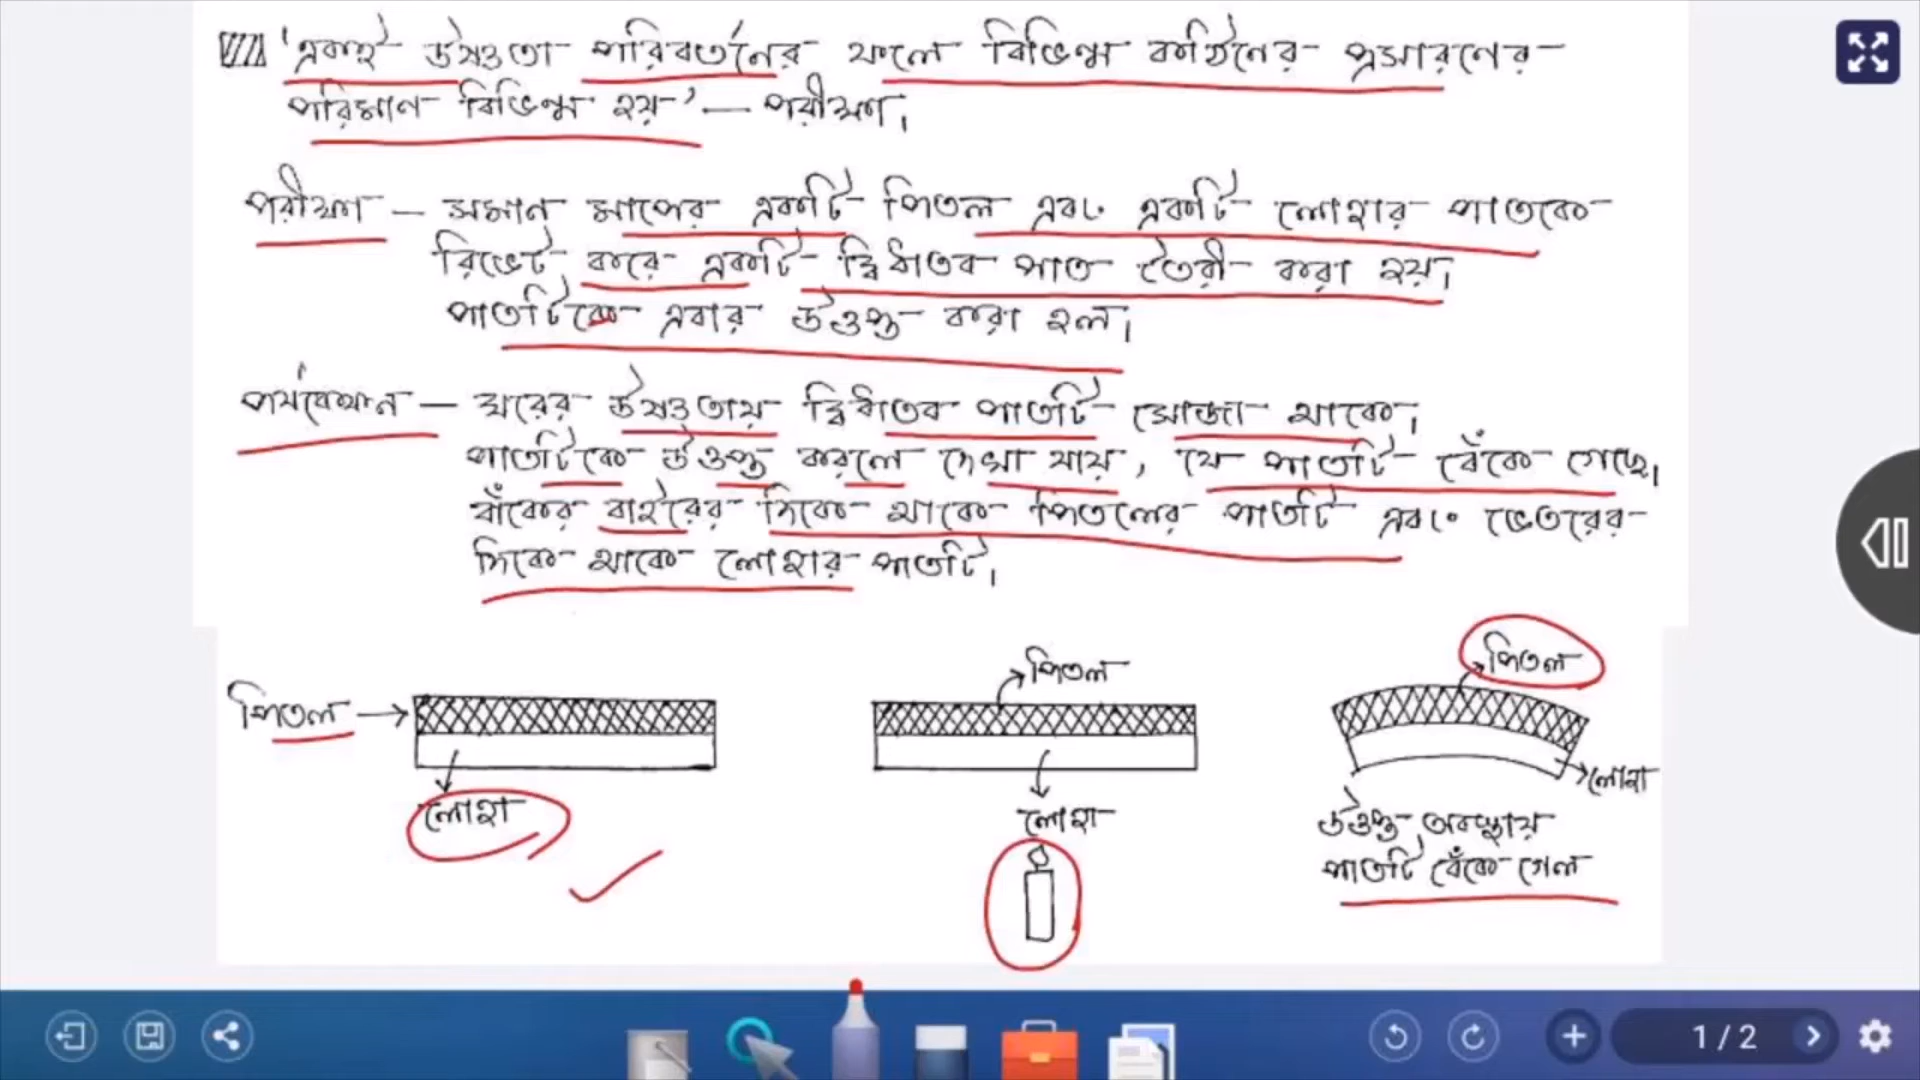 'একই উষ্ণতা পরিবর্তনের ফলে বিভিন্ন কঠিনের প্রসারনের
পরিমাণ বিভিন্ন হয়' — পরীক্ষা।
পরীক্ষা — সমান মাপের একটি পিতল এবং একটি লোহার পাতকে
রিভেট করে একটি দ্বিধাতব পাত তৈরী করা হয়।
পাতটিকে এবার উত্তপ্ত করা হল।
পর্যবেক্ষন — ঘরের উষ্ণতায় দ্বিধাতব পাতটি সোজা থাকে।
পাতটিকে উত্তপ্ত করলে দেখা যায়, যে পাতটি বেঁকে গেছে।
বাঁকের বাইরের দিকে থাকে পিতলের পাতটি এবং ভেতরের
দিকে থাকে লোহার পাতটি।
পিতল
লোহা
পিতল
লোহা
পিতল
লোহা
উত্তপ্ত অবস্থায়
পাতটি বেঁকে গেল
1 / 2